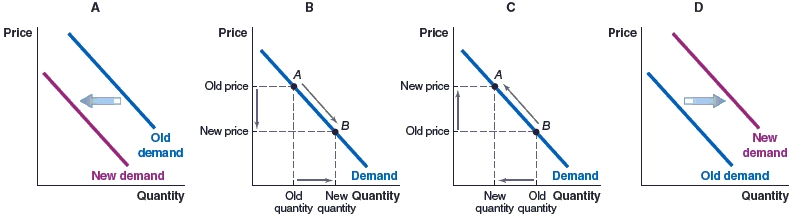 A
Price
Old
demand
New demand
Quantity
B
Price
A
Old price
New price
B
Demand
Old
quantity
New
quantity
Quantity
C
Price
A
New price
Old price
B
Demand
New
quantity
Old
quantity
Quantity
D
Price
New
demand
Old demand
Quantity